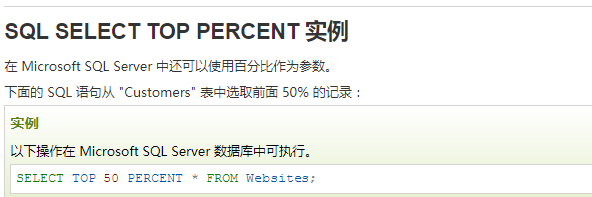 SQL SELECT TOP PERCENT 实例
在 Microsoft SQL Server 中还可以使用百分比作为参数。
下面的 SQL 语句从 "Customers" 表中选取前面 50% 的记录：
实例
以下操作在 Microsoft SQL Server 数据库中可执行。
SELECT TOP 50 PERCENT * FROM Websites;